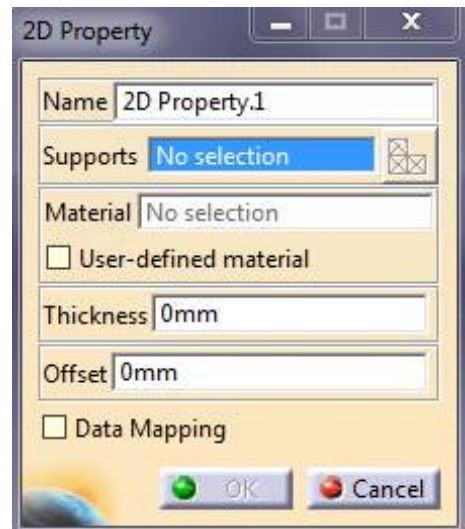 2D Property
Name 2D Property.1
Supports No selection
Material No selection
User-defined material
Thickness 0mm
Offset 0mm
Data Mapping
OK Cancel